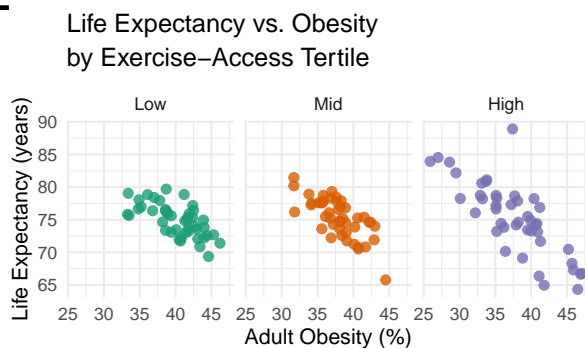 Life Expectancy vs. Obesity
by Exercise−Access Tertile
Low Mid High
Life Expectancy (years)
90
85
80
75
70
65
25 30 35 40 45 25 30 35 40 45 25 30 35 40 45
Adult Obesity (%)